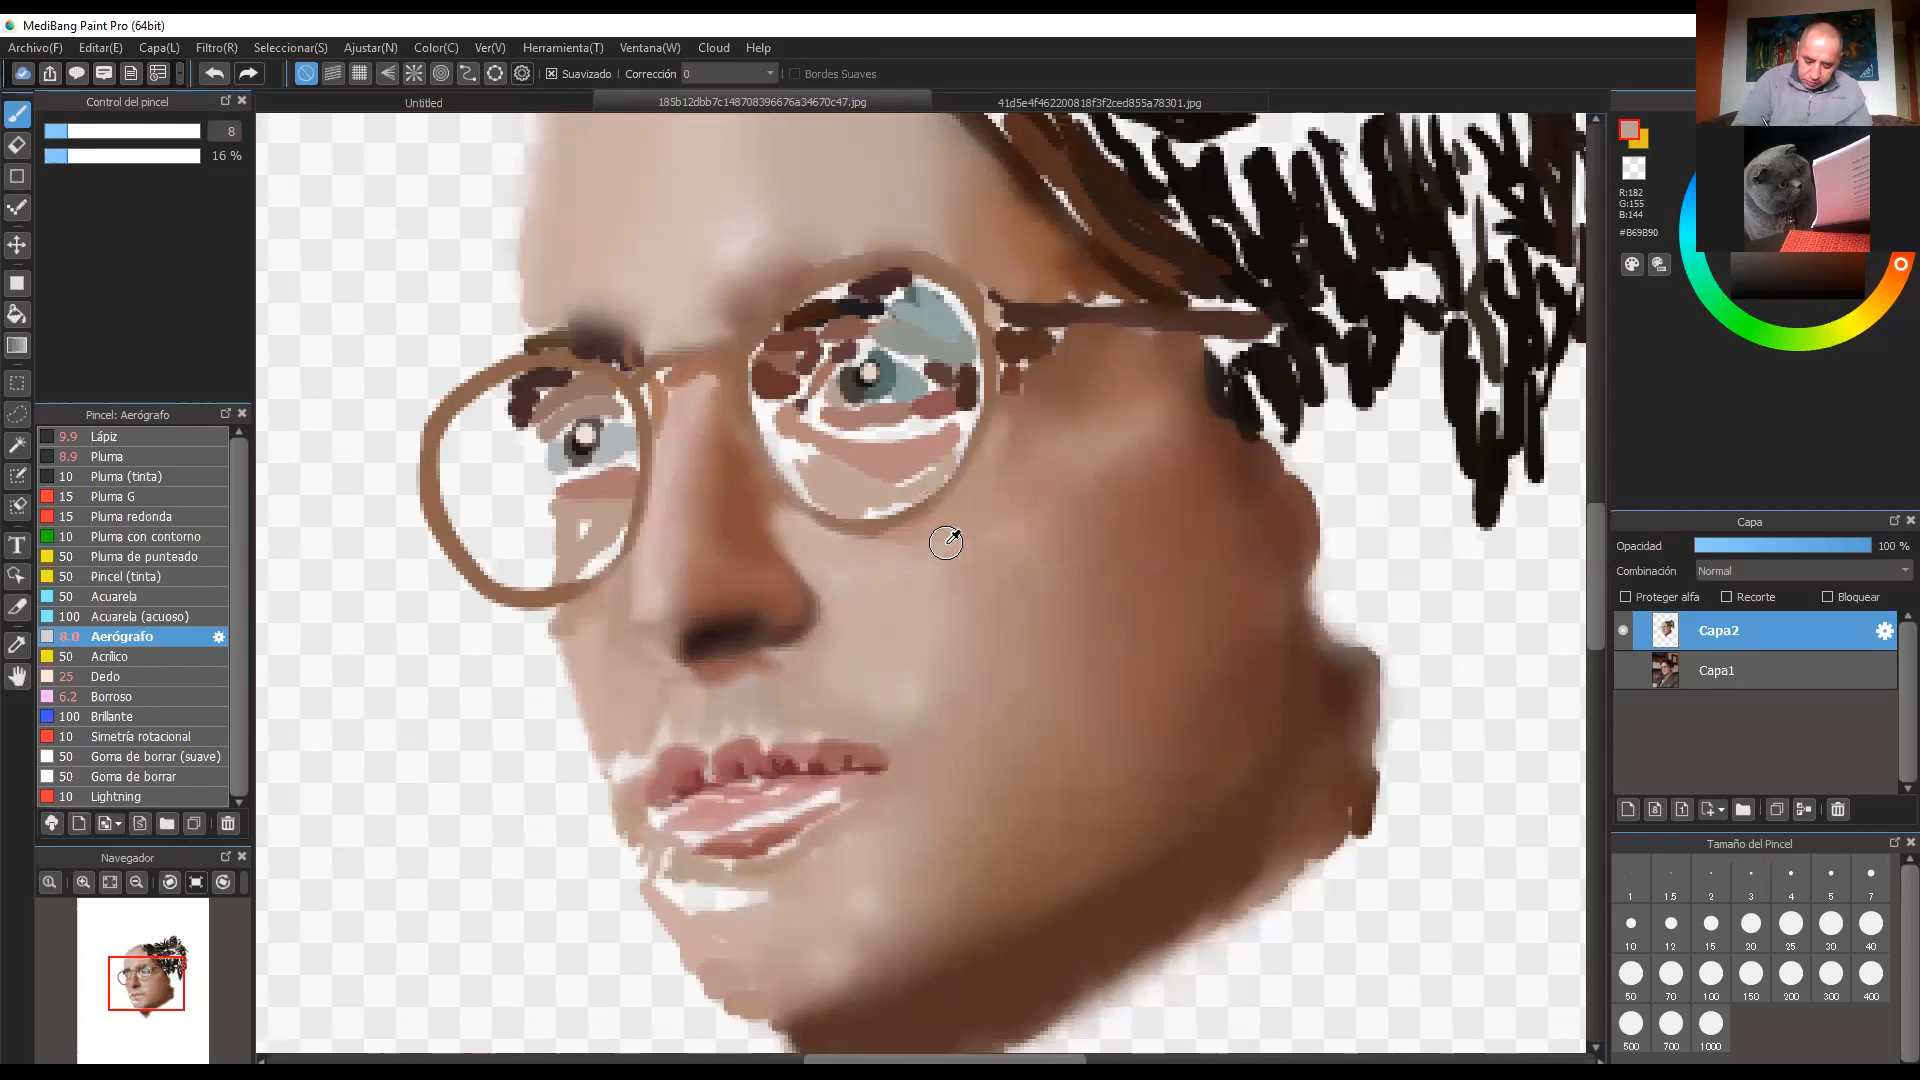 MediBang Paint Pro (64bit)
Archivo(F) Editar(E) Capa(L) Filtro(R) Seleccionar(S) Ajustar(N) Color(C) Ver(V) Herramienta(T) Ventana(W) Cloud Help
Suavizado Corrección 0 Bordes Suaves
Control del pincel
Untitled 185b12dbb7c148708396676a34670c47.jpg 41d5e4f462200818f3f2ced855a78301.jpg
8
16 %
R:182
G:155
B:144
#B69B90
Pincel: Aerógrafo
9.9 Lápiz
8.9 Pluma
10 Pluma (tinta)
15 Pluma G
15 Pluma redonda
10 Pluma con contorno
50 Pluma de punteado
50 Pincel (tinta)
50 Acuarela
100 Acuarela (acuoso)
8.0 Aerógrafo
50 Acrílico
25 Dedo
6.2 Borroso
100 Brillante
10 Simetría rotacional
50 Goma de borrar (suave)
50 Goma de borrar
10 Lightning
Navegador
Capa
Opacidad 100 %
Combinación Normal
Proteger alfa Recorte Bloquear
Capa2
Capa1
Tamaño del Pincel
1 1.5 2 3 4 5 7
10 12 15 20 25 30 40
50 70 100 150 200 300 400
500 700 1000